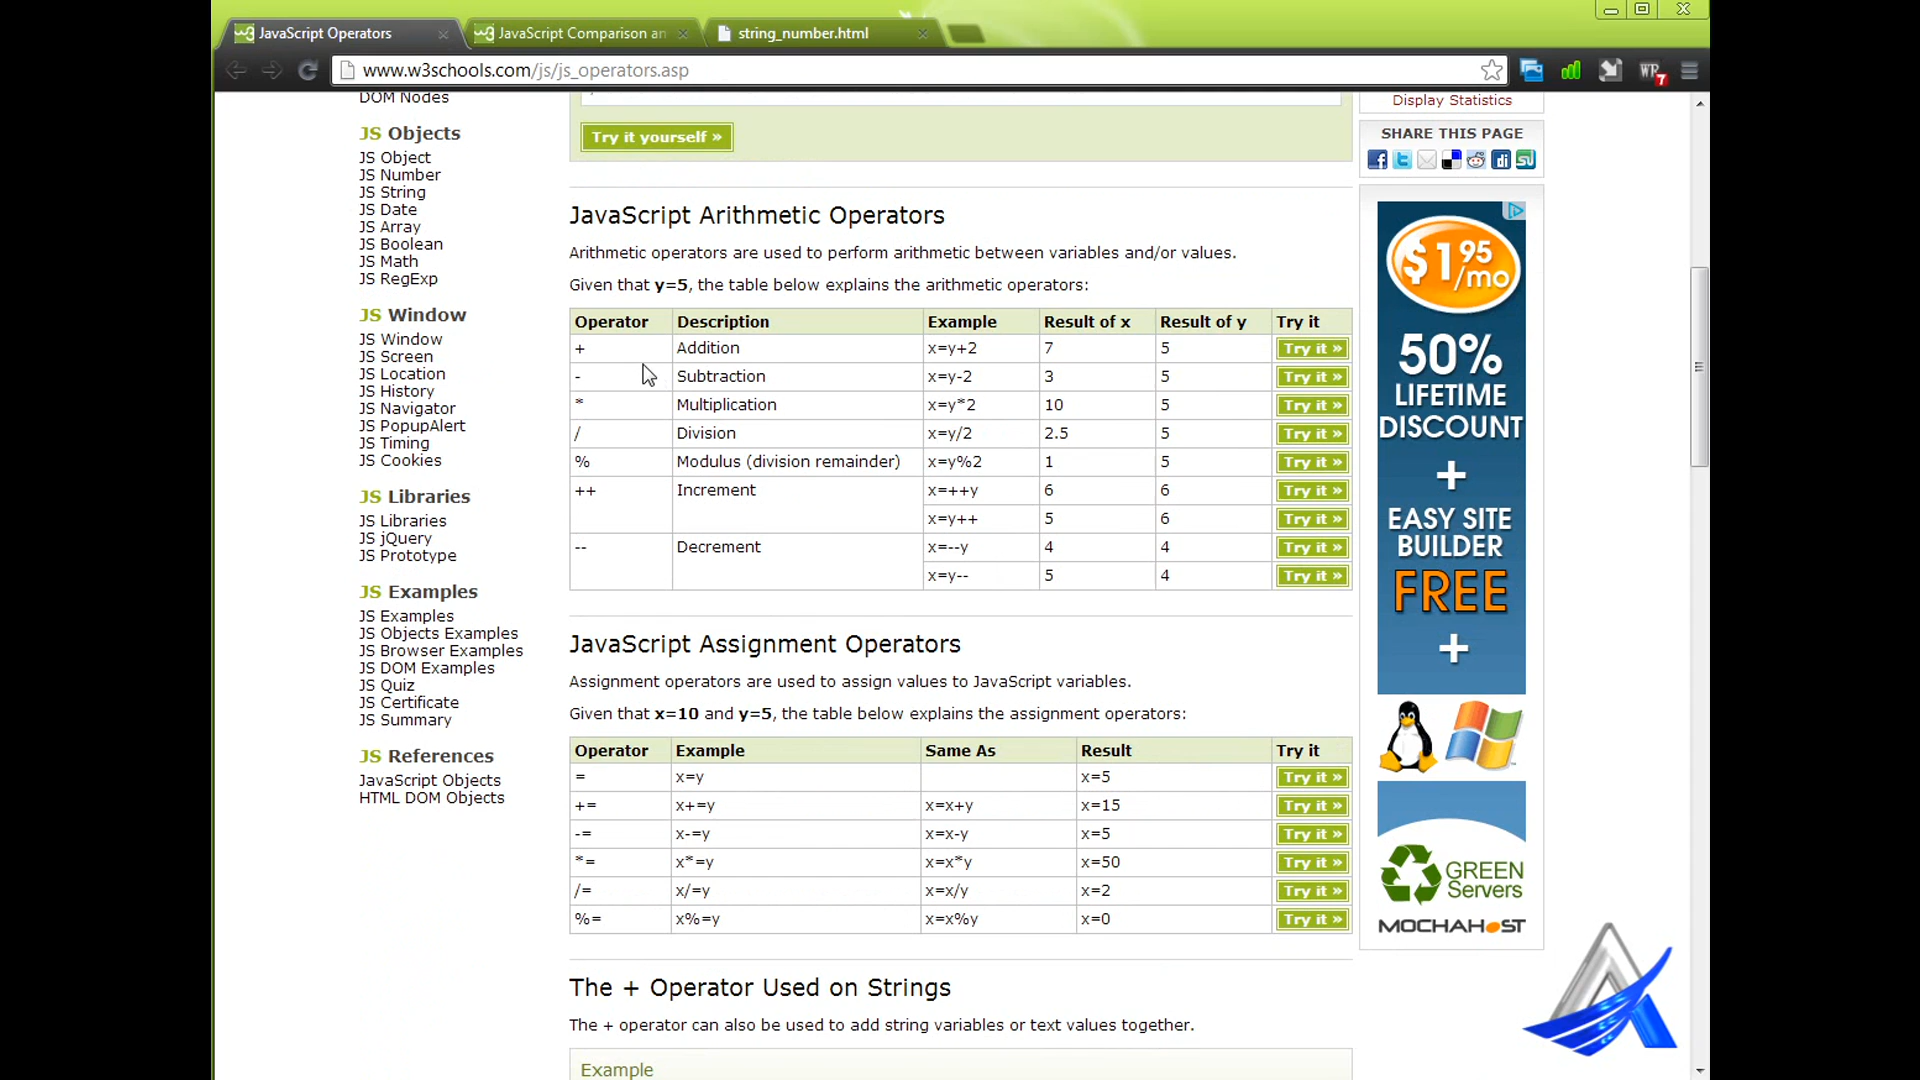 JavaScript Operators
JavaScript Comparison an
string_number.html
www.w3schools.com/js/js_operators.asp
WR 7
DOM Nodes
JS Objects
JS Object
JS Number
JS String
JS Date
JS Array
JS Boolean
JS Math
JS RegExp
JS Window
JS Window
JS Screen
JS Location
JS History
JS Navigator
JS PopupAlert
JS Timing
JS Cookies
JS Libraries
JS Libraries
JS jQuery
JS Prototype
JS Examples
JS Examples
JS Objects Examples
JS Browser Examples
JS DOM Examples
JS Quiz
JS Certificate
JS Summary
JS References
JavaScript Objects
HTML DOM Objects
Try it yourself »
JavaScript Arithmetic Operators
Arithmetic operators are used to perform arithmetic between variables and/or values.
Given that y=5, the table below explains the arithmetic operators:
Operator Description Example Result of x Result of y Try it
+ Addition x=y+2 7 5 Try it »
- Subtraction x=y-2 3 5 Try it »
* Multiplication x=y*2 10 5 Try it »
/ Division x=y/2 2.5 5 Try it »
% Modulus (division remainder) x=y%2 1 5 Try it »
++ Increment x=++y 6 6 Try it »
x=y++ 5 6 Try it »
-- Decrement x=--y 4 4 Try it »
x=y-- 5 4 Try it »
JavaScript Assignment Operators
Assignment operators are used to assign values to JavaScript variables.
Given that x=10 and y=5, the table below explains the assignment operators:
Operator Example Same As Result Try it
= x=y x=5 Try it »
+= x+=y x=x+y x=15 Try it »
-= x-=y x=x-y x=5 Try it »
*= x*=y x=x*y x=50 Try it »
/= x/=y x=x/y x=2 Try it »
%= x%=y x=x%y x=0 Try it »
The + Operator Used on Strings
The + operator can also be used to add string variables or text values together.
Example
Display Statistics
SHARE THIS PAGE
$1.95
/mo
50%
LIFETIME
DISCOUNT
+
EASY SITE
BUILDER
FREE
+
GREEN
Servers
MOCHAHOST